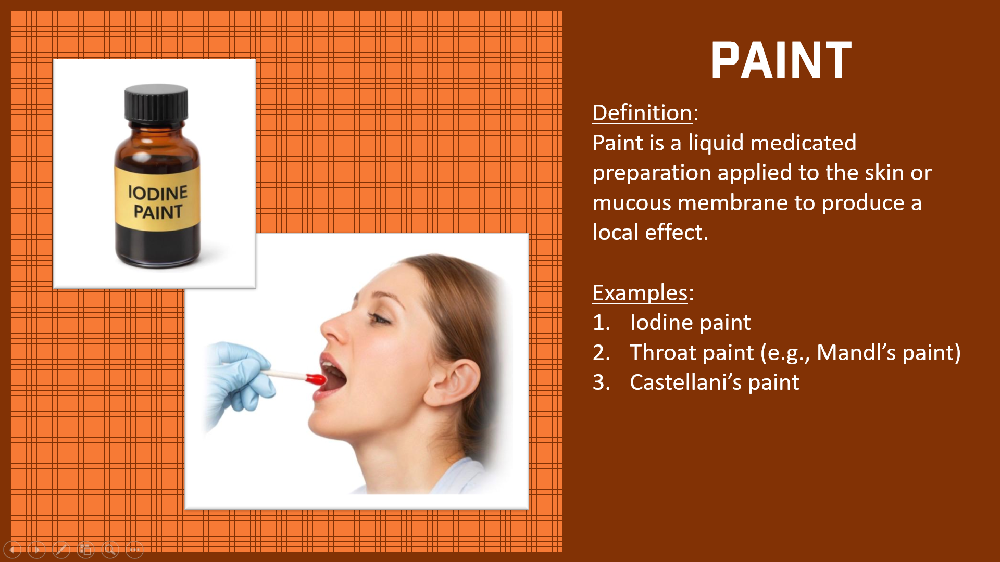 IODINE
PAINT
PAINT
Definition:
Paint is a liquid medicated
preparation applied to the skin or
mucous membrane to produce a
local effect.
Examples:
1. Iodine paint
2. Throat paint (e.g., Mandl’s paint)
3. Castellani’s paint